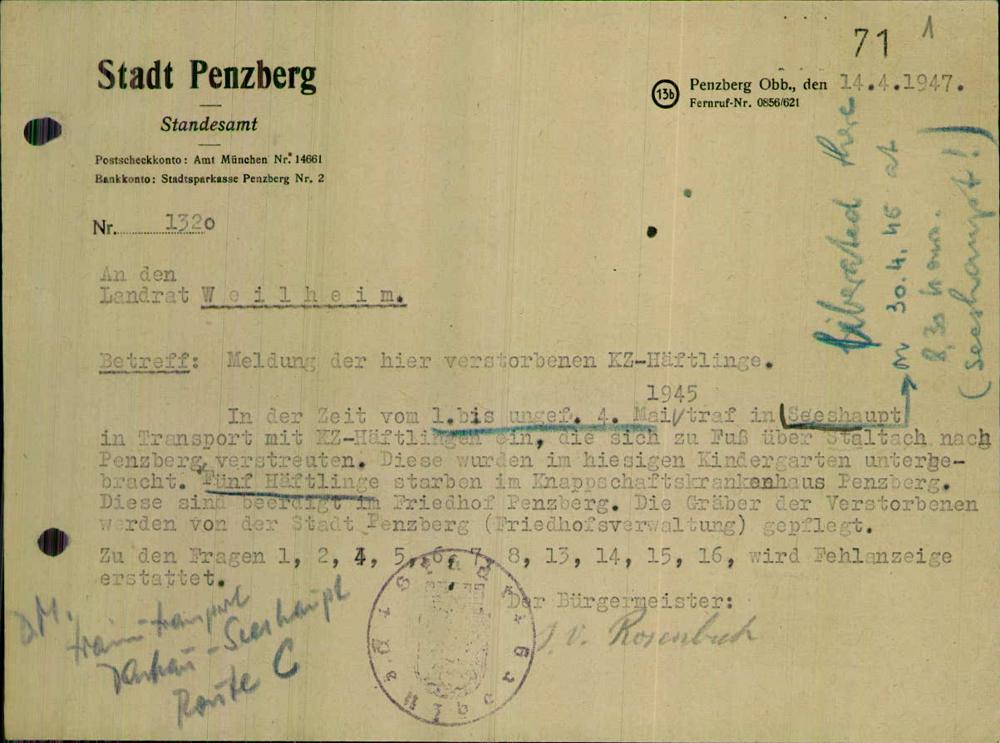 71 1
Stadt Penzberg
Standesamt
Postscheckkonto: Amt München Nr. 14661
Bankkonto: Stadtsparkasse Penzberg Nr. 2
13b Penzberg Obb., den 14.4.1947.
Fernruf-Nr. 0856/621
Nr. 1320
An den
Landrat Weilheim.
liberated there
on 30.4.45 at
8,30 h
(Seeshaupt!)
Betreff: Meldung der hier verstorbenen KZ-Häftlinge.
1945
In der Zeit vom 1.bis ungef. 4. Mai/traf in Seeshaupt
in Transport mit KZ-Häftlingen ein, die sich zu Fuß über Staltach nach
Penzberg verstreuten. Diese wurden im hiesigen Kindergarten unterge-
bracht. Fünf Häftlinge starben im Knappschaftskrankenhaus Penzberg.
Diese sind beerdigt im Friedhof Penzberg. Die Gräber der Verstorbenen
werden von der Stadt Penzberg (Friedhofsverwaltung) gepflegt.
Zu den Fragen 1, 2, 4, 5, 6, 7, 8, 13, 14, 15, 16, wird Fehlanzeige
erstattet.
Der Bürgermeister:
J.V. Rosenbuch
D.M.
train-transport
Dachau-Seeshaupt
Route C